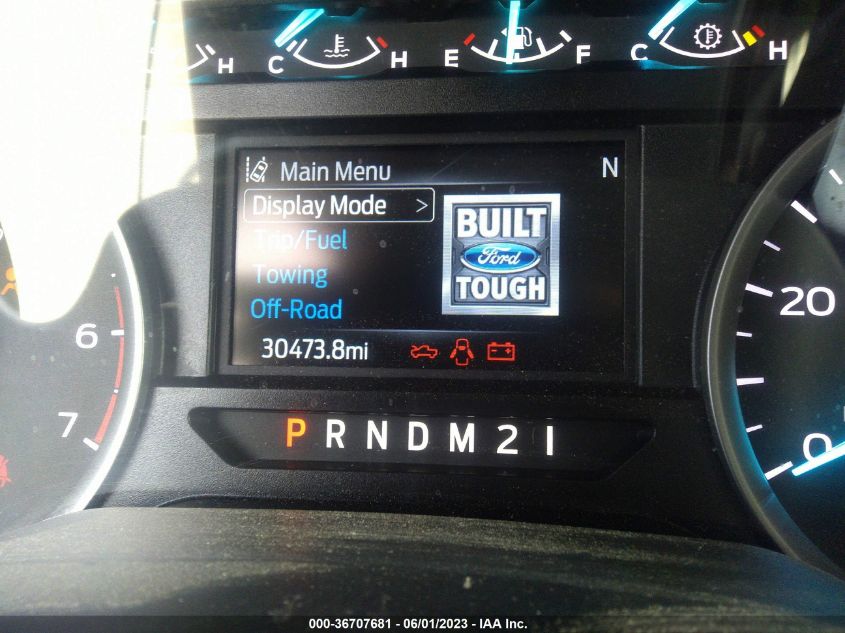 H C H E F C H
Main Menu N
Display Mode >
Trip/Fuel
Towing
Off-Road
BUILT
Ford
TOUGH
30473.8mi
6
7
20
0
P R N D M 2 1
000-36707681 - 06/01/2023 - IAA Inc.